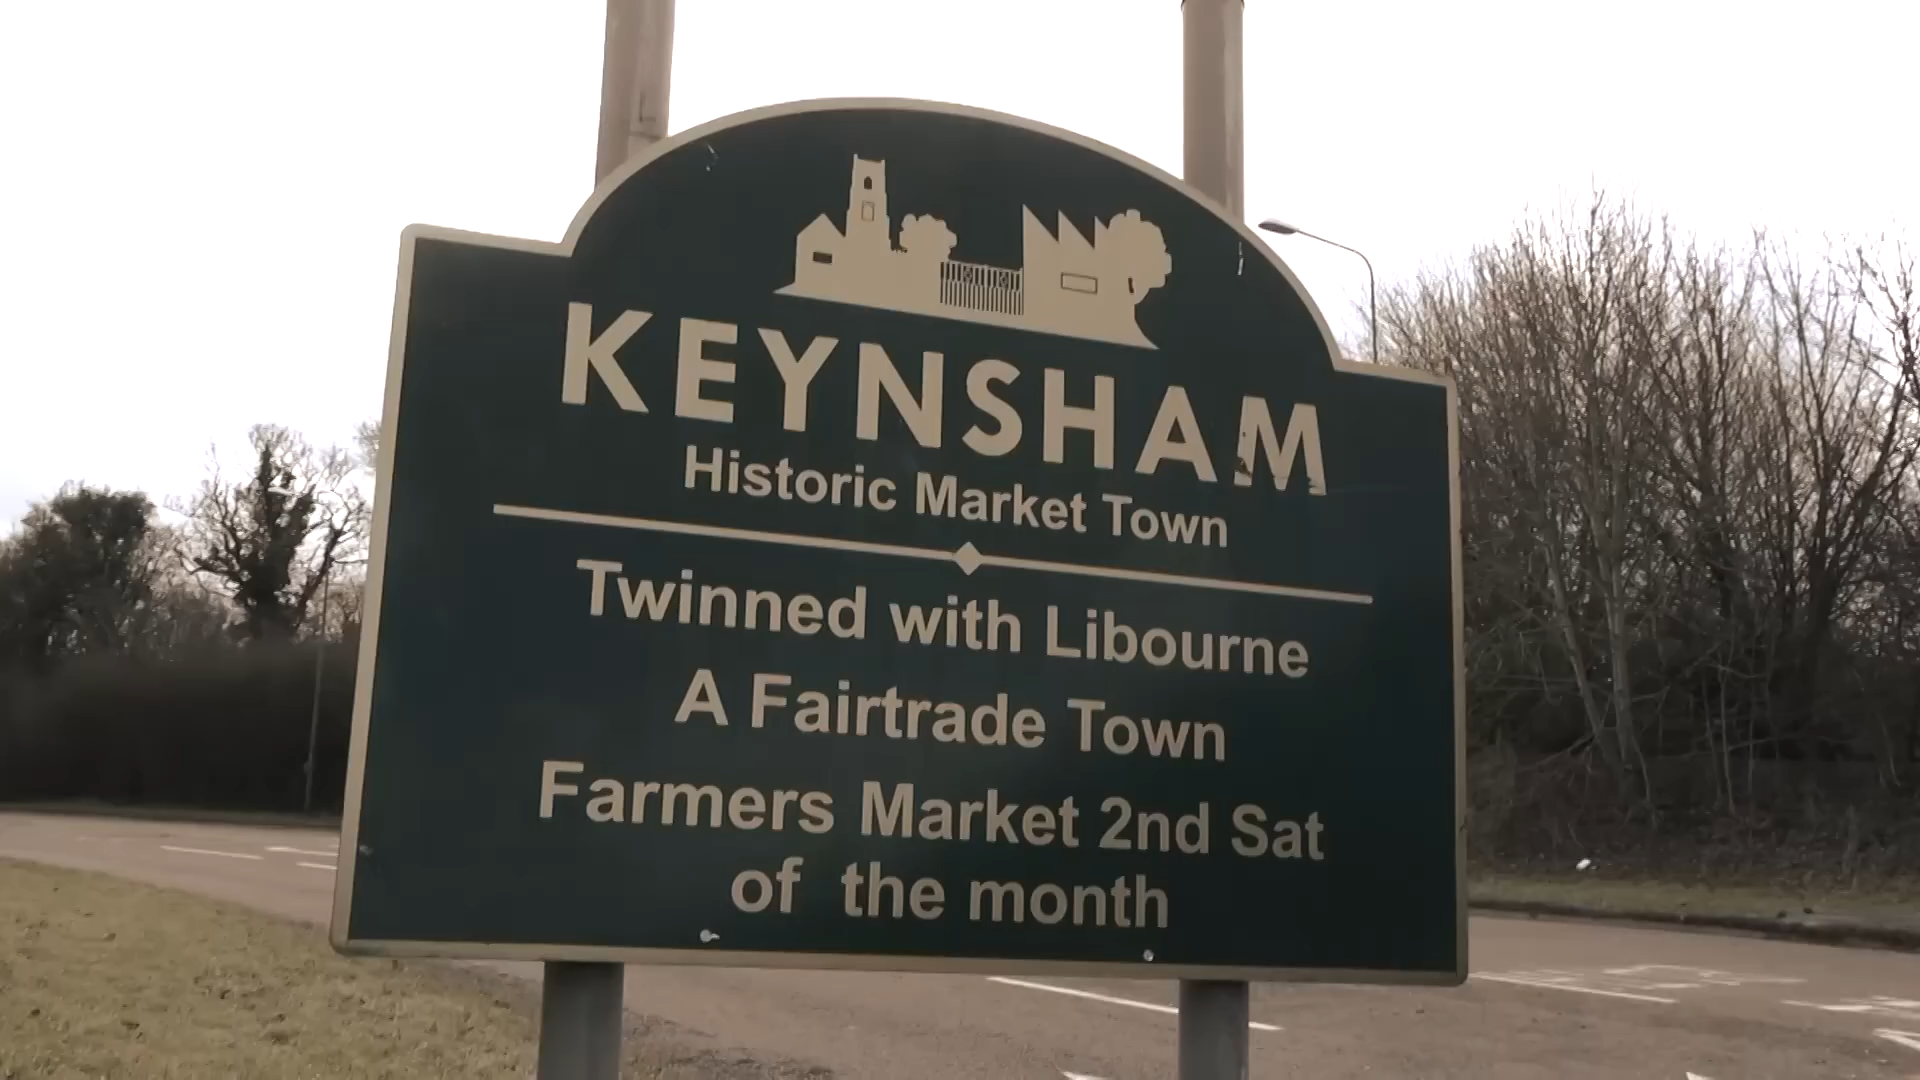 KEYNSHAM
Historic Market Town
Twinned with Libourne
A Fairtrade Town
Farmers Market 2nd Sat
of the month